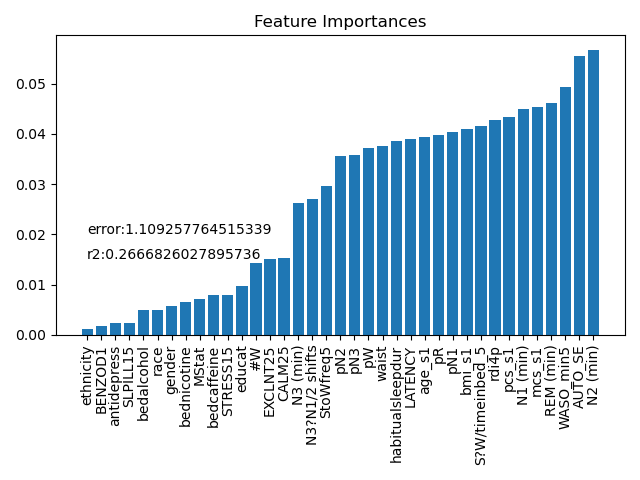 Feature Importances
0.05
0.04
0.03
0.02
0.01
0.00
error:1.109257764515339
r2:0.2666826027895736
ethnicity
BENZOD1
antidepress
SLPILL15
bedalcohol
race
gender
bednicotine
MStat
bedcaffeine
STRESS15
educat
#W
EXCLNT25
CALM25
N3 (min)
N3?N1/2 shifts
StoWfreq5
pN2
pN3
pW
waist
habitualsleepdur
LATENCY
age_s1
pR
pN1
bmi_s1
S?W/timeinbed_5
rdi4p
pcs_s1
N1 (min)
mcs_s1
REM (min)
WASO_min5
AUTO_SE
N2 (min)